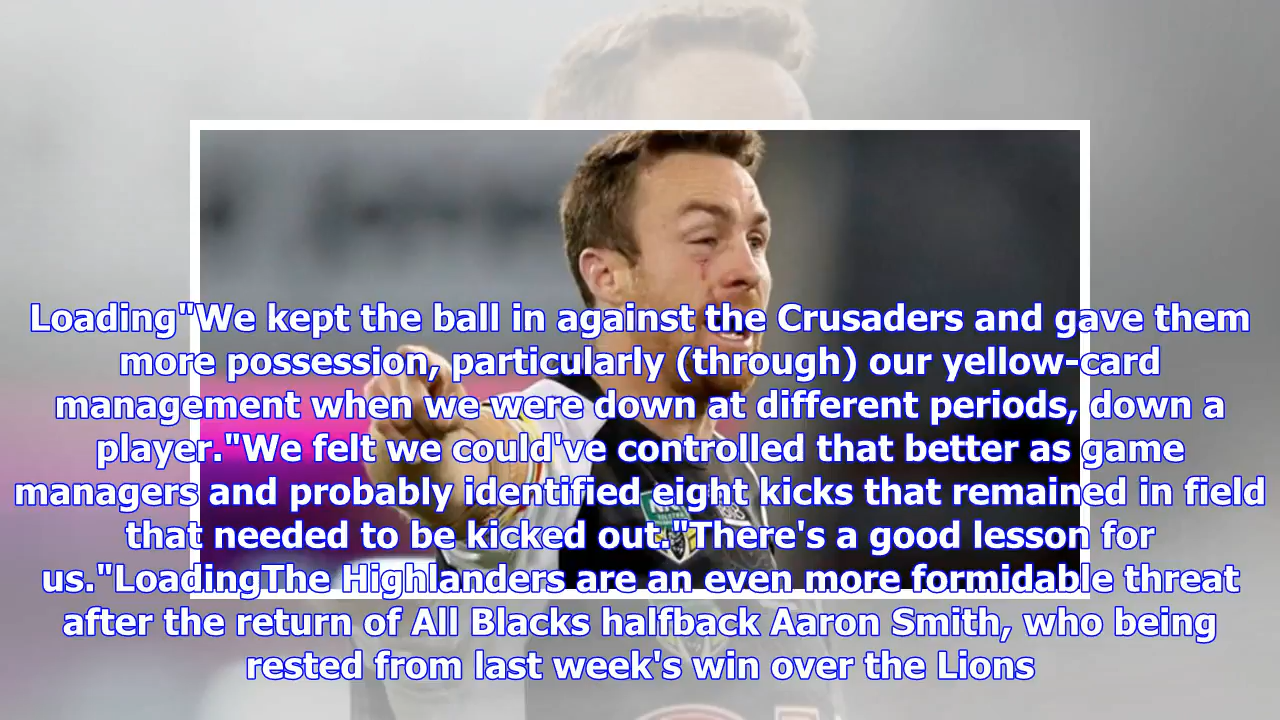 Loading"We kept the ball in against the Crusaders and gave them
more possession, particularly (through) our yellow-card
management when we were down at different periods, down a
player."We felt we could've controlled that better as game
managers and probably identified eight kicks that remained in field
that needed to be kicked out."There's a good lesson for
us."LoadingThe Highlanders are an even more formidable threat
after the return of All Blacks halfback Aaron Smith, who being
rested from last week's win over the Lions